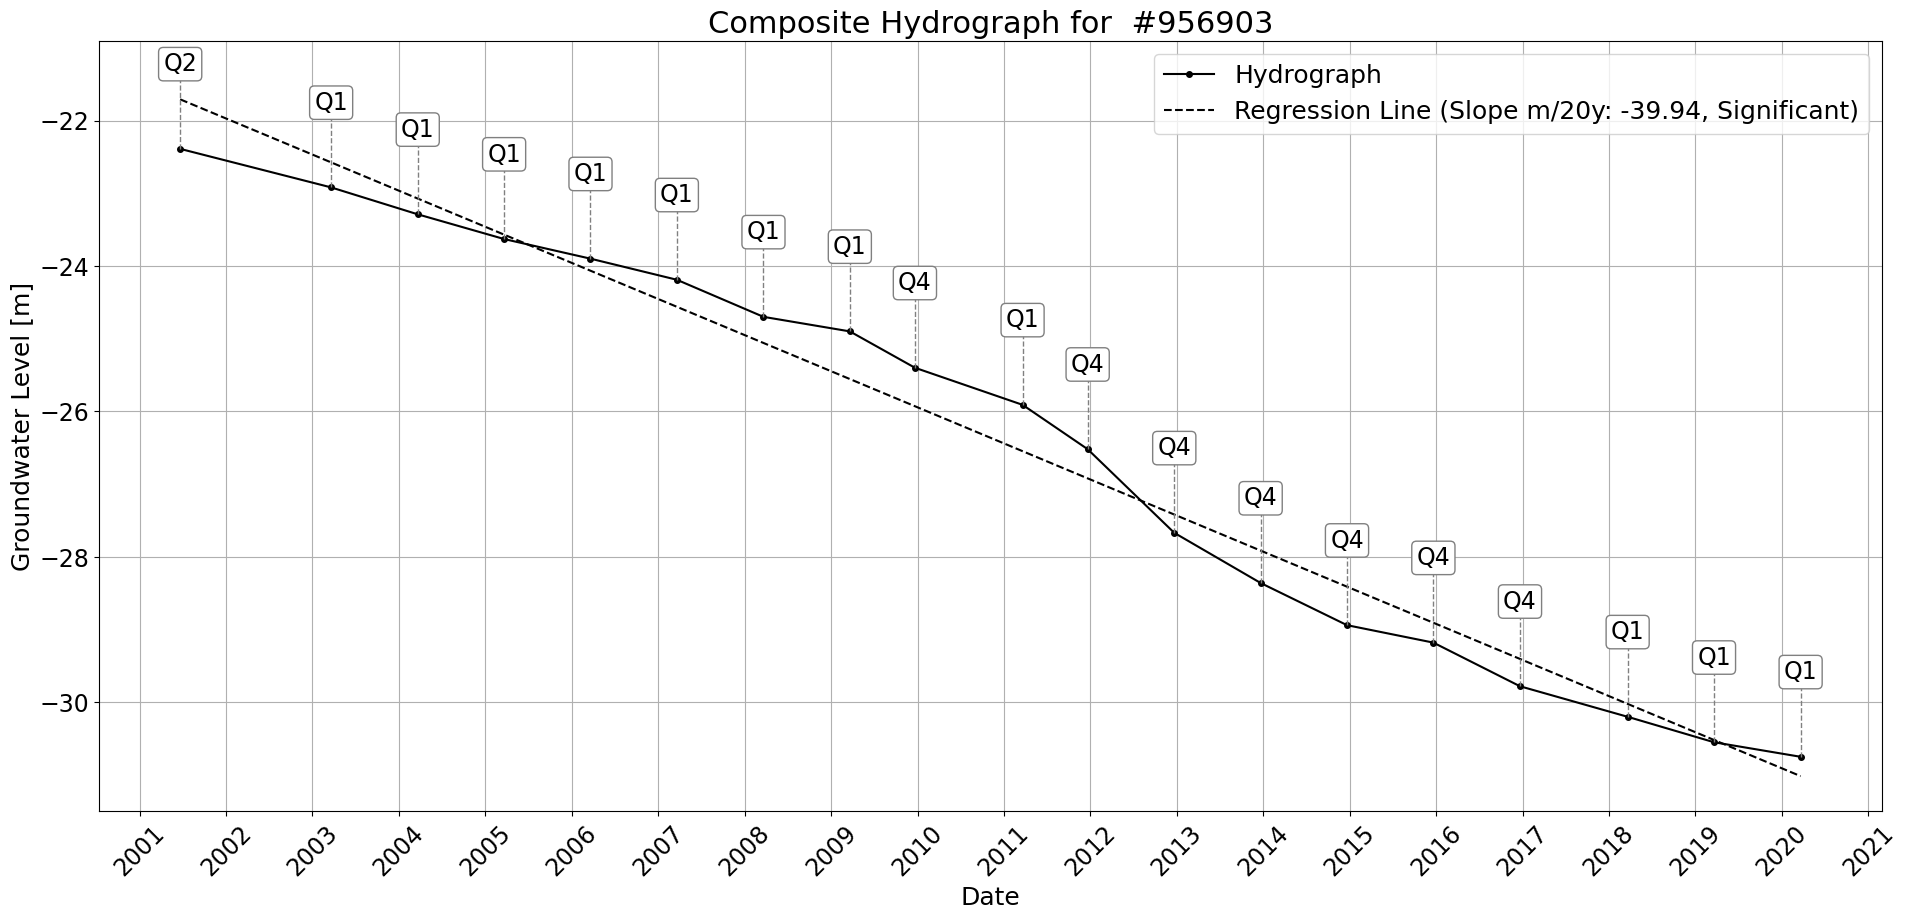 Composite Hydrograph for  #956903
Hydrograph
Regression Line (Slope m/20y: -39.94, Significant)
Groundwater Level [m]
−22
−24
−26
−28
−30
Q2
Q1
Q1
Q1
Q1
Q1
Q1
Q1
Q4
Q1
Q4
Q4
Q4
Q4
Q4
Q4
Q1
Q1
Q1
2001
2002
2003
2004
2005
2006
2007
2008
2009
2010
2011
2012
2013
2014
2015
2016
2017
2018
2019
2020
2021
Date